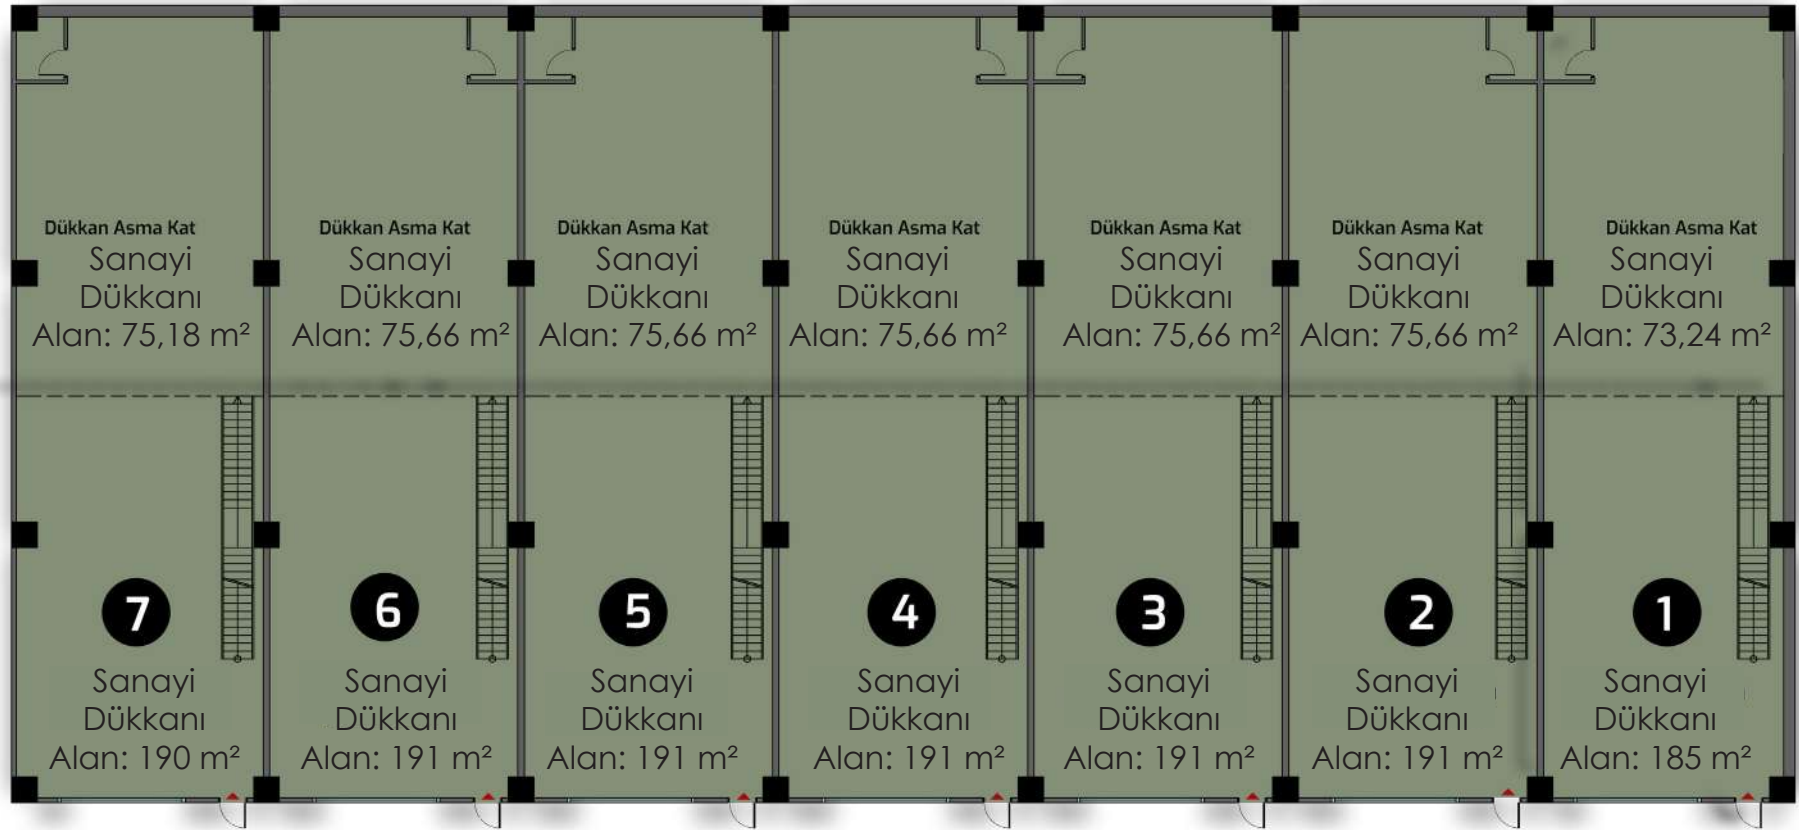 Dükkan Asma Kat
Sanayi
Dükkanı
Alan: 75,18 m²
Dükkan Asma Kat
Sanayi
Dükkanı
Alan: 75,66 m²
Dükkan Asma Kat
Sanayi
Dükkanı
Alan: 75,66 m²
Dükkan Asma Kat
Sanayi
Dükkanı
Alan: 75,66 m²
Dükkan Asma Kat
Sanayi
Dükkanı
Alan: 75,66 m²
Dükkan Asma Kat
Sanayi
Dükkanı
Alan: 75,66 m²
Dükkan Asma Kat
Sanayi
Dükkanı
Alan: 73,24 m²
7
Sanayi
Dükkanı
Alan: 190 m²
6
Sanayi
Dükkanı
Alan: 191 m²
5
Sanayi
Dükkanı
Alan: 191 m²
4
Sanayi
Dükkanı
Alan: 191 m²
3
Sanayi
Dükkanı
Alan: 191 m²
2
Sanayi
Dükkanı
Alan: 191 m²
1
Sanayi
Dükkanı
Alan: 185 m²